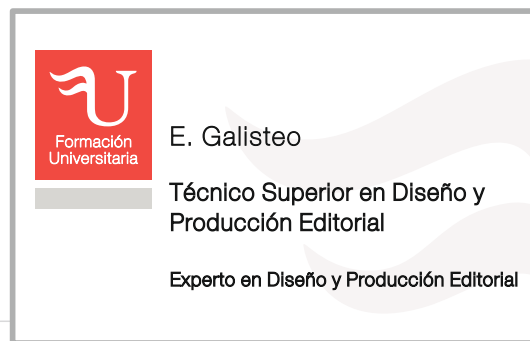 Formación
Universitaria
E. Galisteo
Técnico Superior en Diseño y
Producción Editorial
Experto en Diseño y Producción Editorial